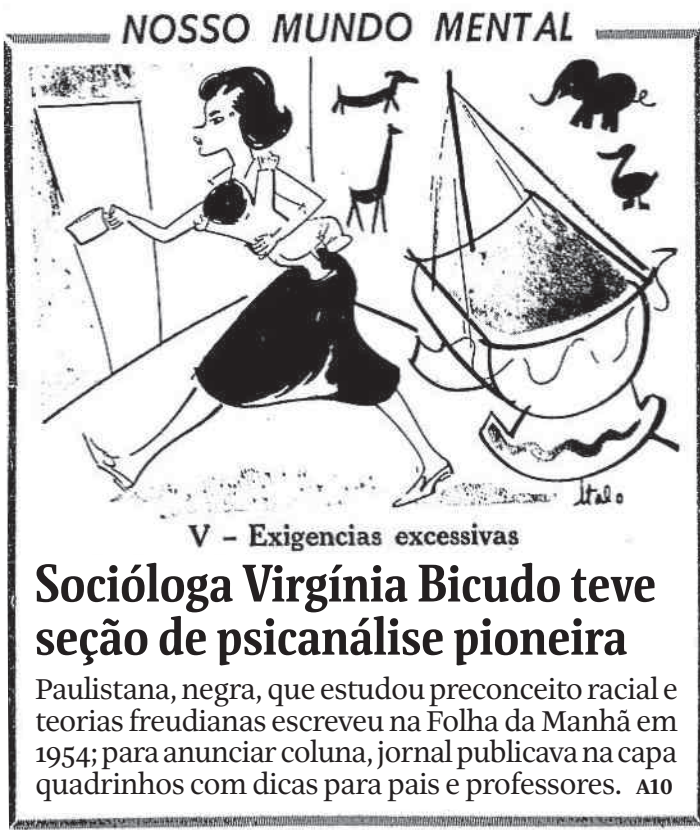 NOSSO MUNDO MENTAL
Italo
V – Exigencias excessivas
Socióloga Virgínia Bicudo teve
seção de psicanálise pioneira
Paulistana, negra, que estudou preconceito racial e
teorias freudianas escreveu na Folha da Manhã em
1954; para anunciar coluna, jornal publicava na capa
quadrinhos com dicas para pais e professores. A10